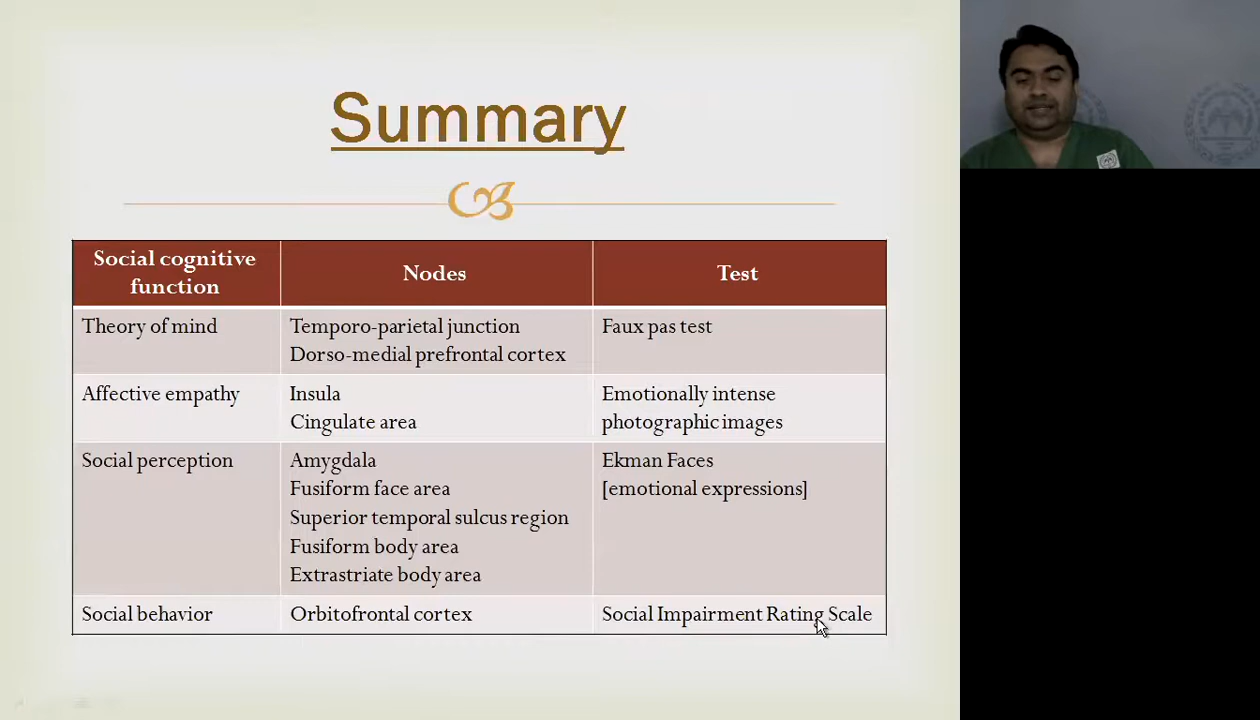 Summary
Social cognitive
function
Nodes
Test
Theory of mind
Temporo-parietal junction
Dorso-medial prefrontal cortex
Faux pas test
Affective empathy
Insula
Cingulate area
Emotionally intense
photographic images
Social perception
Amygdala
Fusiform face area
Superior temporal sulcus region
Fusiform body area
Extrastriate body area
Ekman Faces
[emotional expressions]
Social behavior
Orbitofrontal cortex
Social Impairment Rating Scale